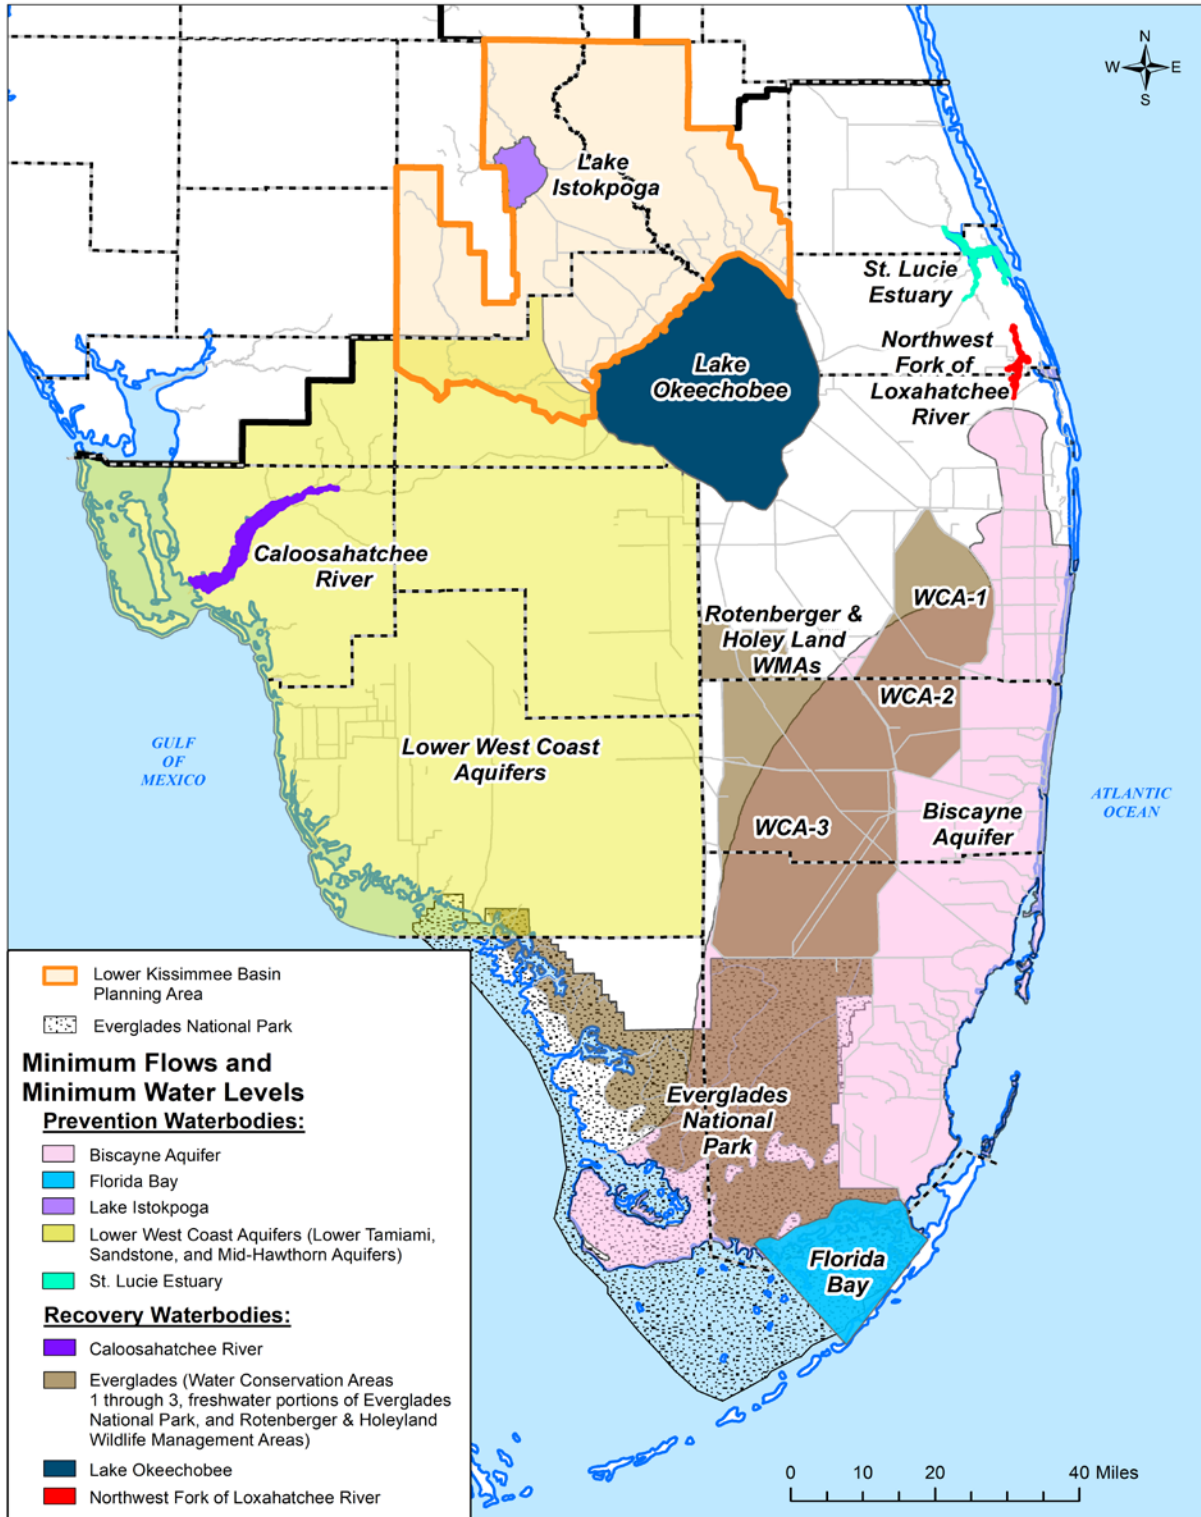 N
W E
S
Lake
Istokpoga
St. Lucie
Estuary
Northwest
Fork of
Loxahatchee
River
Lake
Okeechobee
Caloosahatchee
River
WCA-1
Rotenberger &
Holey Land
WMAs
WCA-2
Lower West Coast
Aquifers
GULF
OF
MEXICO
ATLANTIC
OCEAN
WCA-3
Biscayne
Aquifer
Everglades
National
Park
Florida
Bay
Lower Kissimmee Basin
Planning Area
Everglades National Park
Minimum Flows and
Minimum Water Levels
Prevention Waterbodies:
Biscayne Aquifer
Florida Bay
Lake Istokpoga
Lower West Coast Aquifers (Lower Tamiami,
Sandstone, and Mid-Hawthorn Aquifers)
St. Lucie Estuary
Recovery Waterbodies:
Caloosahatchee River
Everglades (Water Conservation Areas
1 through 3, freshwater portions of Everglades
National Park, and Rotenberger & Holeyland
Wildlife Management Areas)
Lake Okeechobee
Northwest Fork of Loxahatchee River
0 10 20 40 Miles